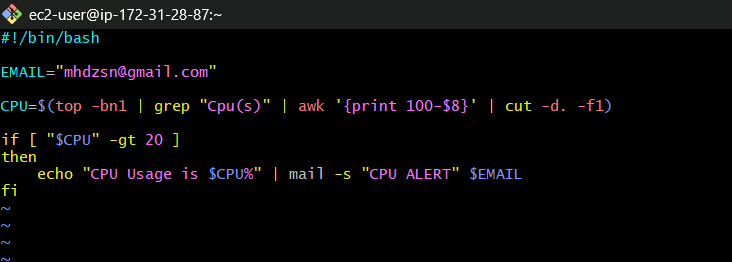 ec2-user@ip-172-31-28-87:~
#!/bin/bash
EMAIL="mhdzsn@gmail.com"
CPU=$(top -bn1 | grep "Cpu(s)" | awk '{print 100-$8}' | cut -d. -f1)
if [ "$CPU" -gt 20 ]
then
    echo "CPU Usage is $CPU%" | mail -s "CPU ALERT" $EMAIL
fi
~
~
~
~